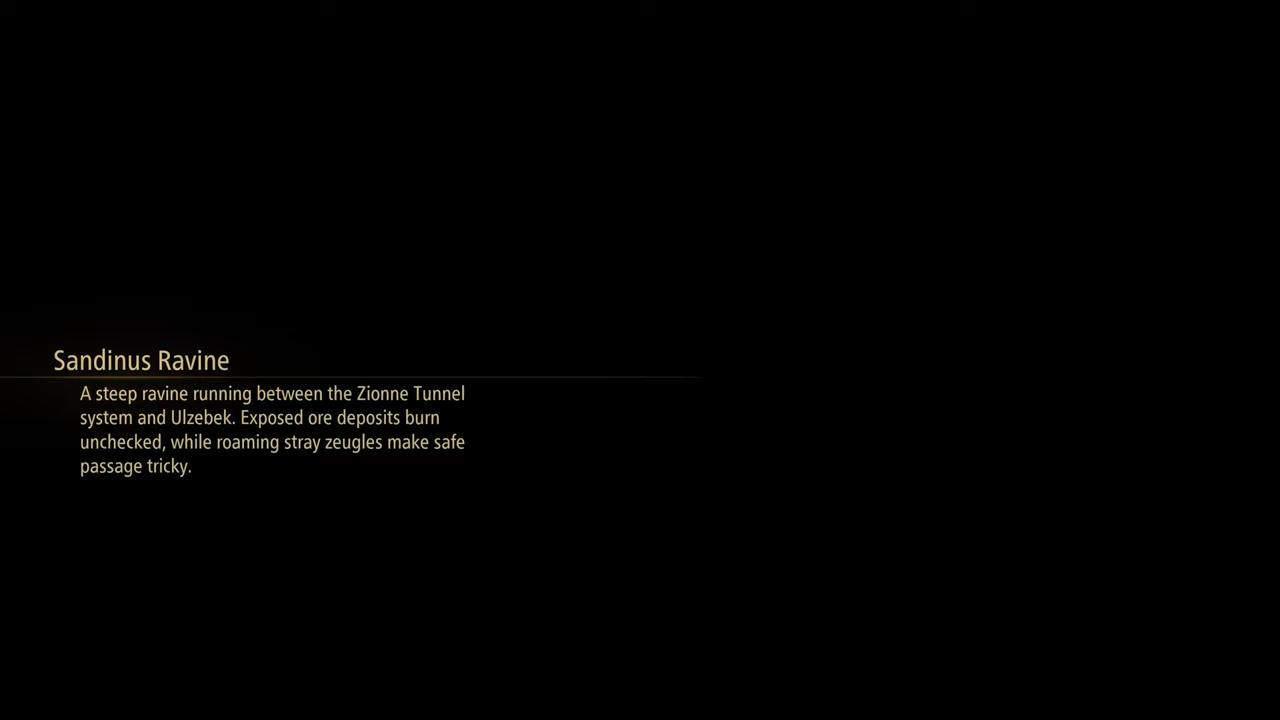 Sandinus Ravine
A steep ravine running between the Zionne Tunnel
system and Ulzebek. Exposed ore deposits burn
unchecked, while roaming stray zeugles make safe
passage tricky.